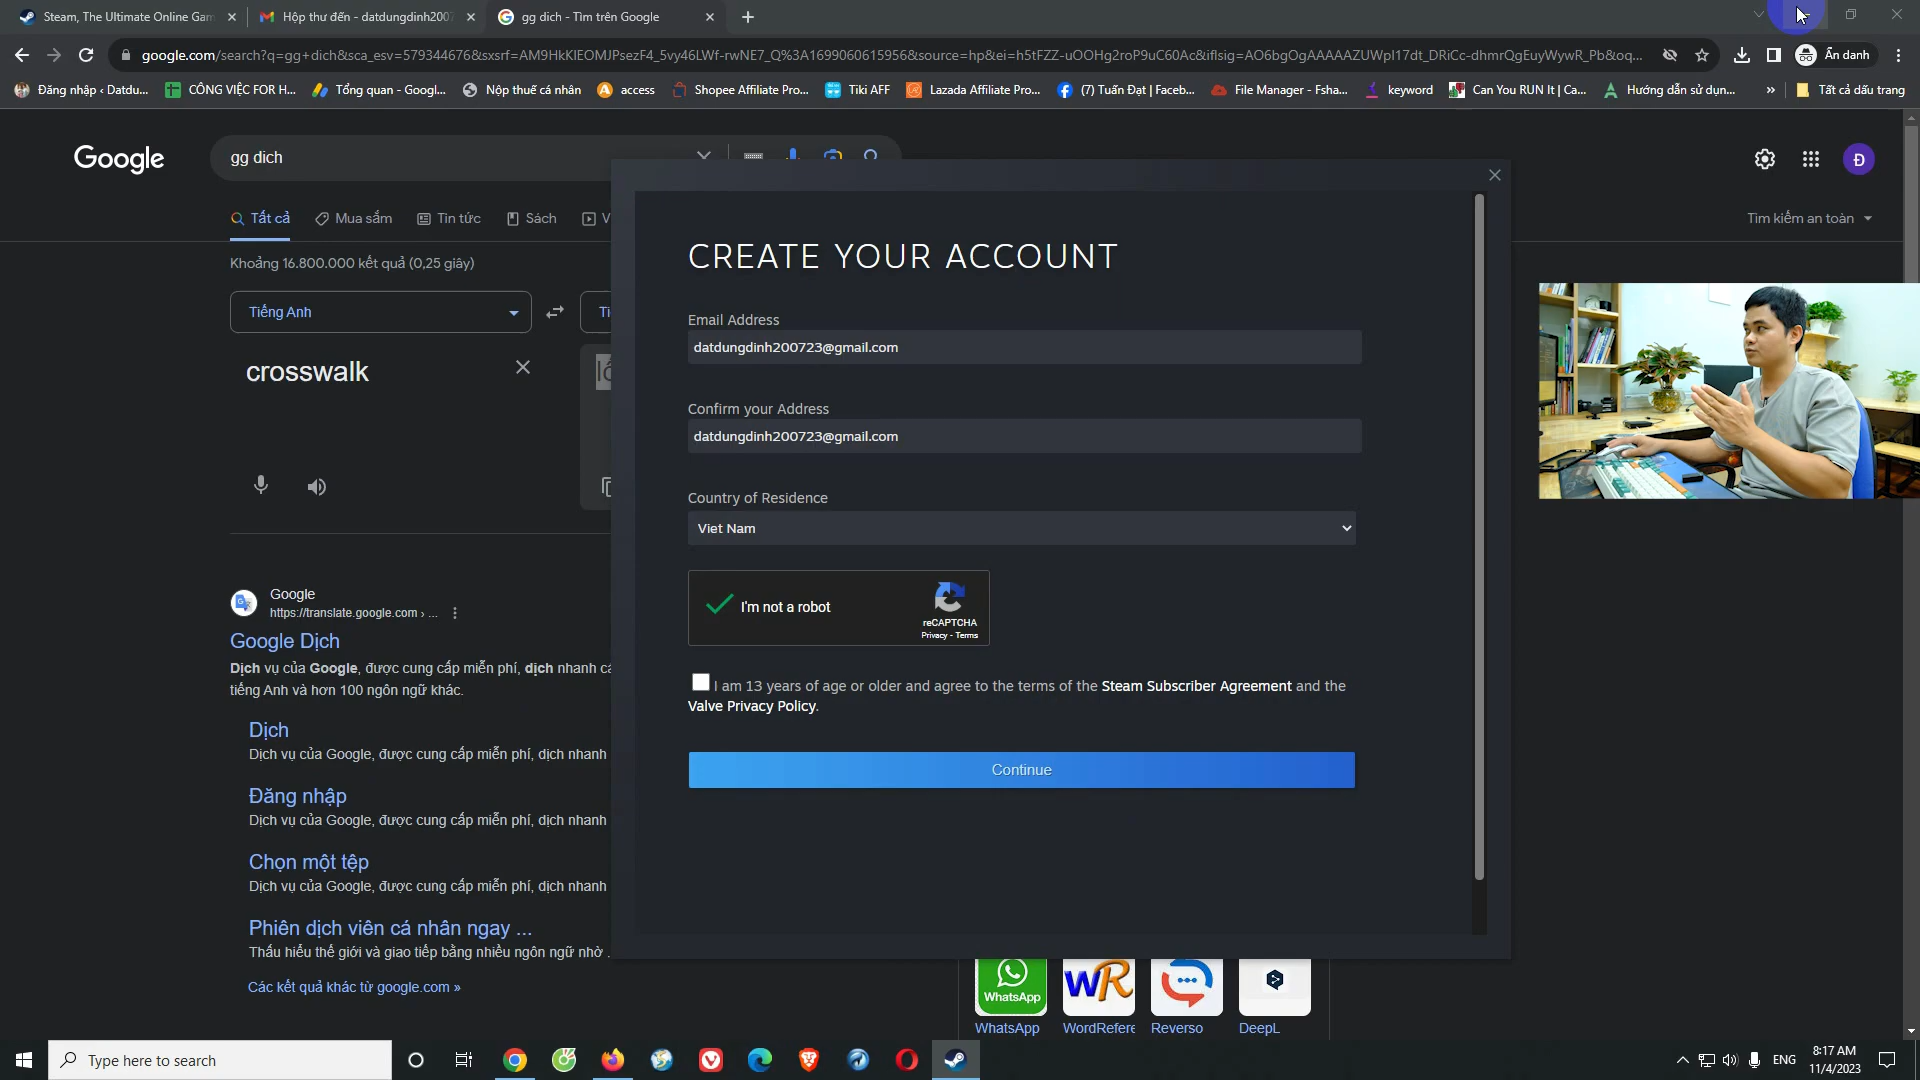 Steam, The Ultimate Online Gam
Hộp thư đến - datdungdinh2007
gg dich - Tìm trên Google
google.com/search?q=gg+dich&sca_esv=579344676&sxsrf=AM9HkKlEOMJPsezF4_5vy46LWf-rwNE7_Q%3A1699060615956&source=hp&ei=h5tFZZ-uOOHg2roP9uC60Ac&iflsig=AO6bgOgAAAAAZUWpI17dt_DRiCc-dhmrQgEuyWywR_Pb&oq...
Ẩn danh
Đăng nhập ‹ Datdu...
CÔNG VIỆC FOR H...
Tổng quan - Googl...
Nộp thuế cá nhân
access
Shopee Affiliate Pro...
Tiki AFF
Lazada Affiliate Pro...
(7) Tuấn Đạt | Faceb...
File Manager - Fsha...
keyword
Can You RUN It | Ca...
Hướng dẫn sử dụn...
»
Tất cả dấu trang
Google
gg dich
Đ
Tất cả
Mua sắm
Tin tức
Sách
V
Tìm kiếm an toàn
Khoảng 16.800.000 kết quả (0,25 giây)
Tiếng Anh
Ti
crosswalk
Google
https://translate.google.com › ...
Google Dịch
Dịch vụ của Google, được cung cấp miễn phí, dịch nhanh cá
tiếng Anh và hơn 100 ngôn ngữ khác.
Dịch
Dịch vụ của Google, được cung cấp miễn phí, dịch nhanh
Đăng nhập
Dịch vụ của Google, được cung cấp miễn phí, dịch nhanh
Chọn một tệp
Dịch vụ của Google, được cung cấp miễn phí, dịch nhanh
Phiên dịch viên cá nhân ngay ...
Thấu hiểu thế giới và giao tiếp bằng nhiều ngôn ngữ nhờ .
Các kết quả khác từ google.com »
CREATE YOUR ACCOUNT
Email Address
datdungdinh200723@gmail.com
Confirm your Address
datdungdinh200723@gmail.com
Country of Residence
Viet Nam
I'm not a robot
reCAPTCHA
Privacy - Terms
I am 13 years of age or older and agree to the terms of the Steam Subscriber Agreement and the
Valve Privacy Policy.
Continue
WhatsApp
WR
WhatsApp
WordRefere
Reverso
DeepL
Type here to search
ENG
8:17 AM
11/4/2023